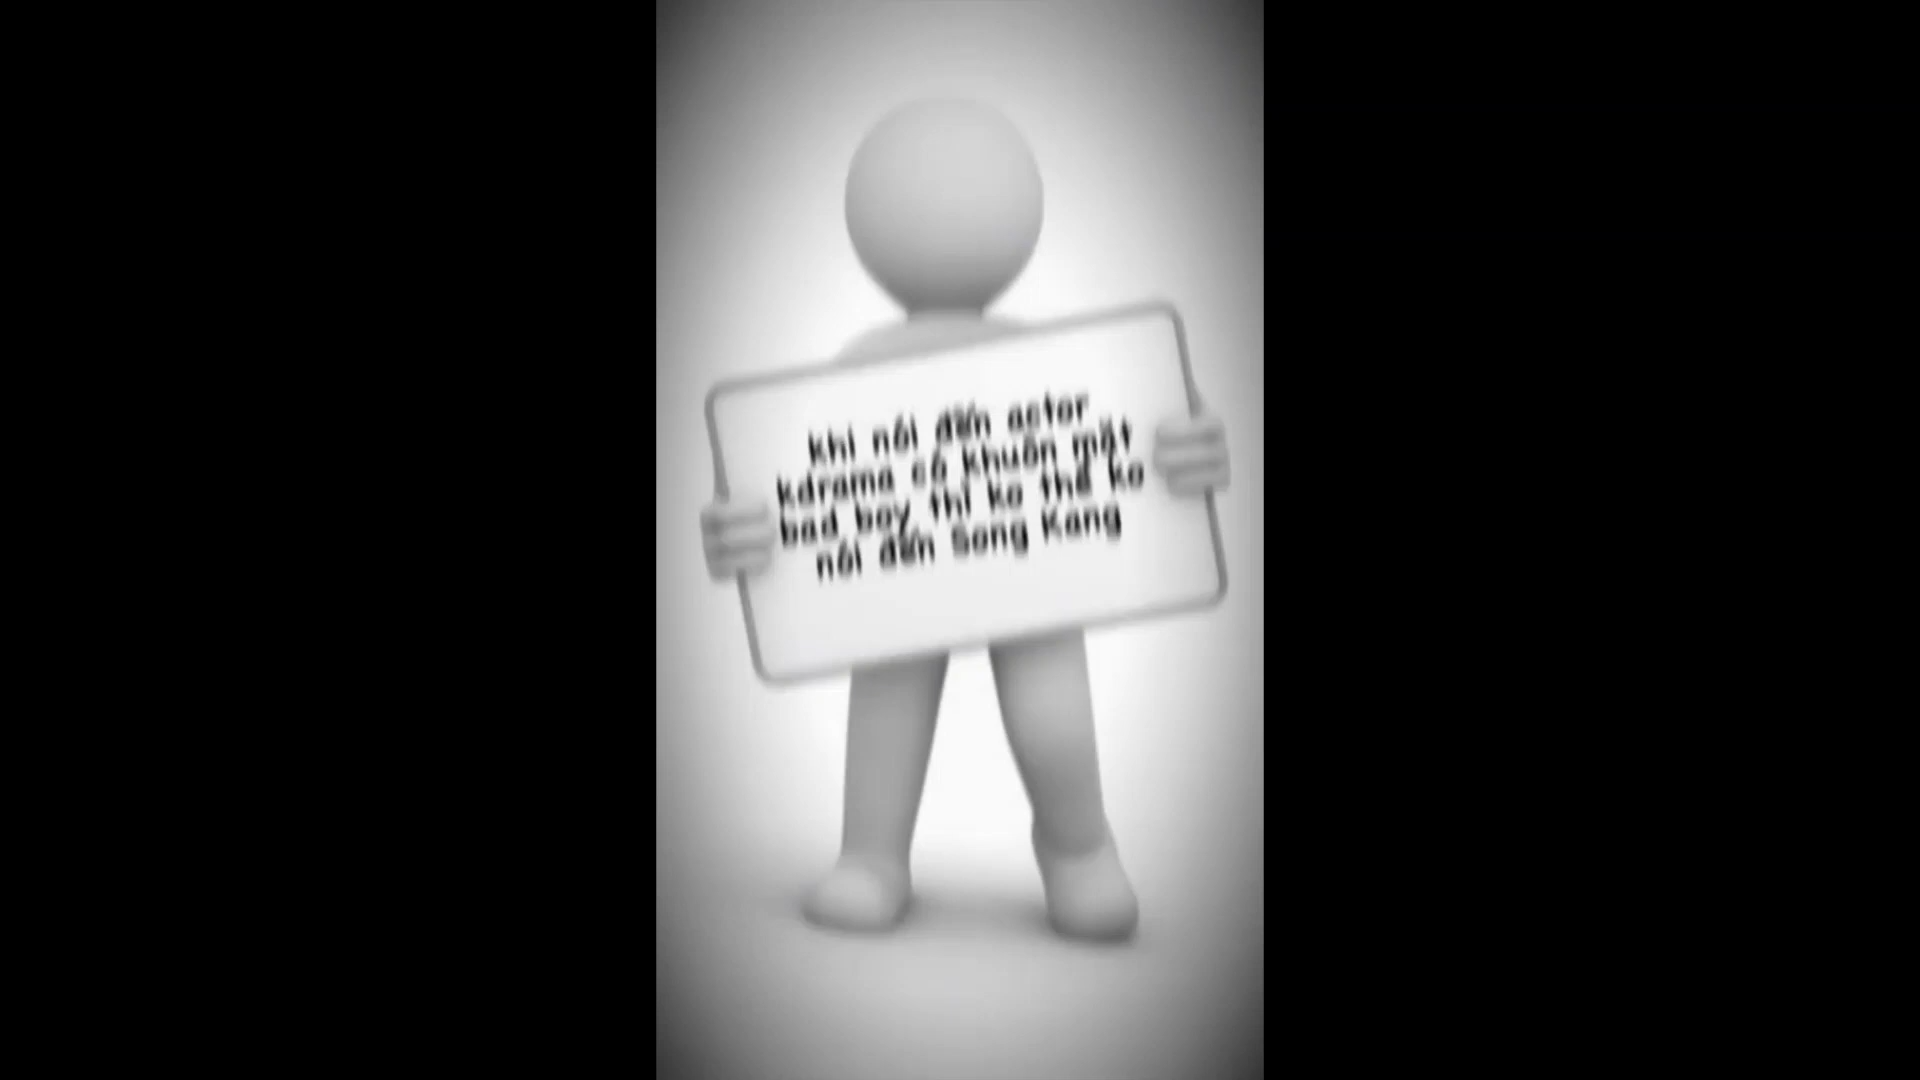 khi nói đến actor
kdrama có khuôn mặt
bad boy thì ko thể ko
nói đến Song Kang